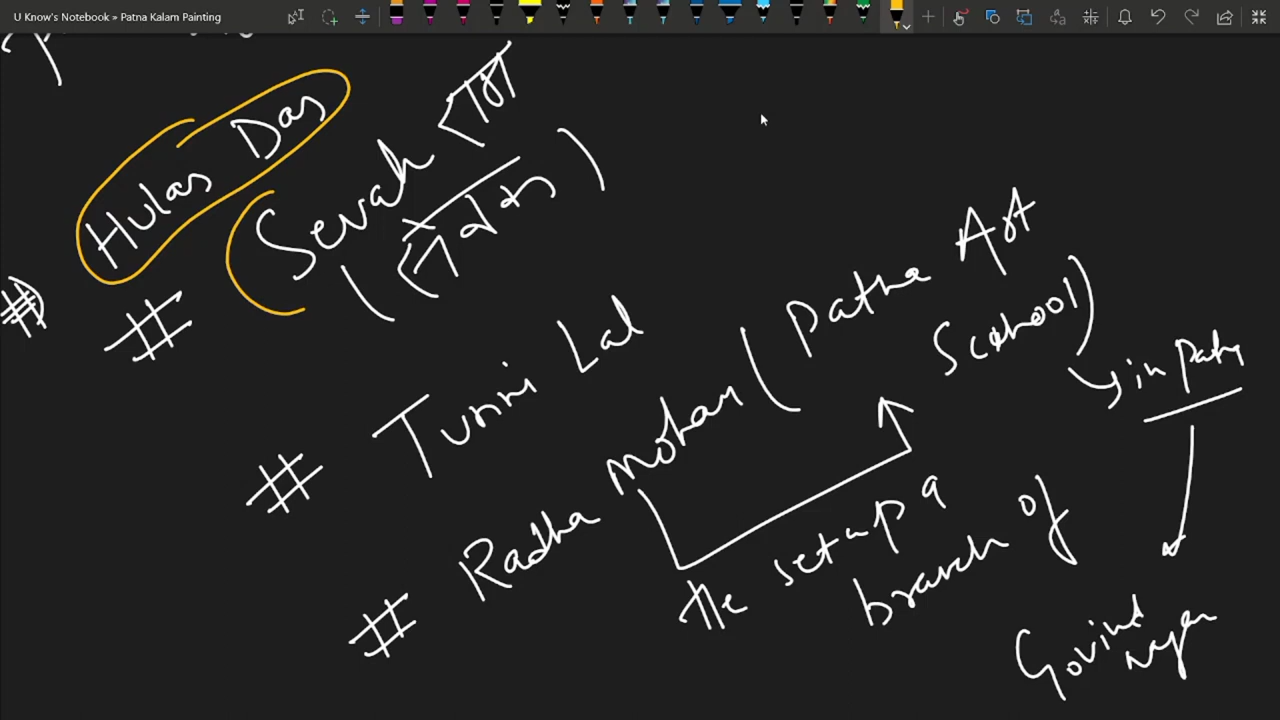 U Know's Notebook » Patna Kalam Painting
Hulas Das
# Sevak राम
# Tunni Lal
# Radha Mohan (Patna Art
School)
in Patna
He setup a
branch of
Govind